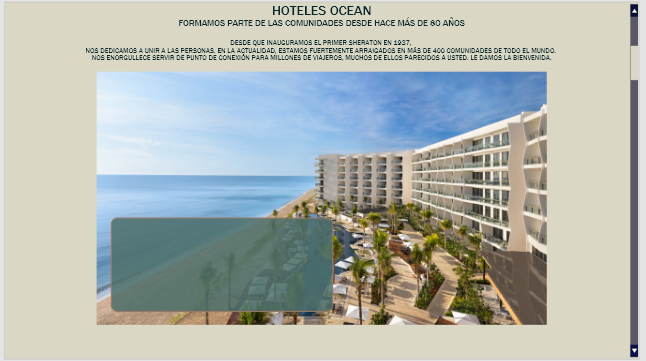 HOTELES OCEAN
FORMAMOS PARTE DE LAS COMUNIDADES DESDE HACE MÁS DE 60 AÑOS
DESDE QUE INAUGURAMOS EL PRIMER SHERATON EN 1937,
NOS DEDICAMOS A UNIR A LAS PERSONAS. EN LA ACTUALIDAD, ESTAMOS FUERTEMENTE ARRAIGADOS EN MÁS DE 400 COMUNIDADES DE TODO EL MUNDO.
NOS ENORGULLECE SERVIR DE PUNTO DE CONEXIÓN PARA MILLONES DE VIAJEROS, MUCHOS DE ELLOS PARECIDOS A USTED. LE DAMOS LA BIENVENIDA.